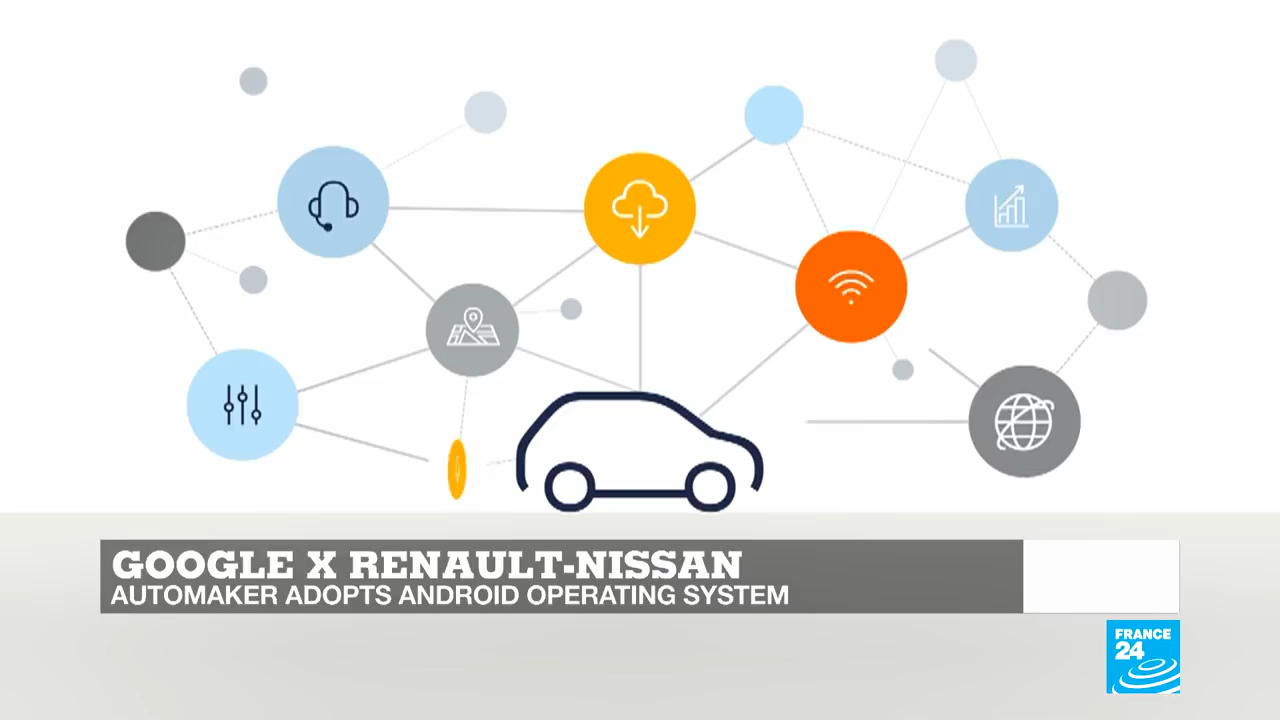 GOOGLE X RENAULT-NISSAN
AUTOMAKER ADOPTS ANDROID OPERATING SYSTEM
FRANCE
24